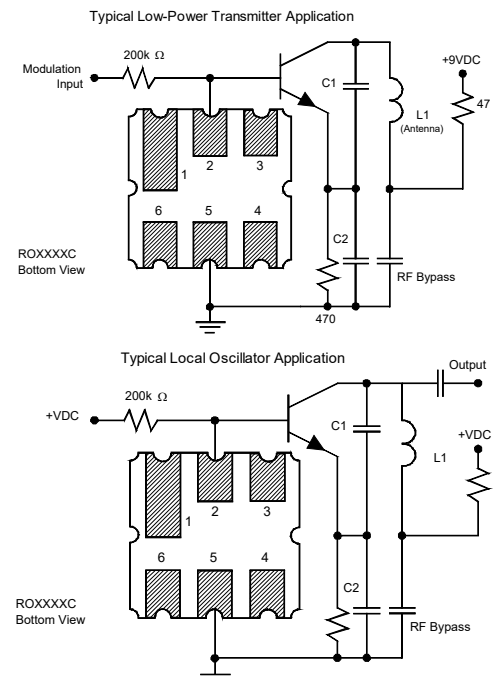 Typical Low-Power Transmitter Application
200k Ω
Modulation
Input
+9VDC
C1
L1
(Antenna)
47
1
2
3
6
5
4
ROXXXXC
Bottom View
C2
RF Bypass
470
Typical Local Oscillator Application
Output
200k Ω
+VDC
C1
+VDC
L1
1
2
3
6
5
4
C2
ROXXXXC
Bottom View
RF Bypass